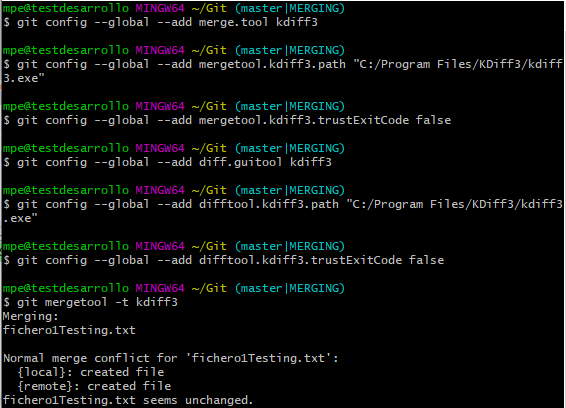 mpe@testdesarrollo MINGW64 ~/Git (master|MERGING)
$ git config --global --add merge.tool kdiff3
mpe@testdesarrollo MINGW64 ~/Git (master|MERGING)
$ git config --global --add mergetool.kdiff3.path "C:/Program Files/KDiff3/kdiff
3.exe"
mpe@testdesarrollo MINGW64 ~/Git (master|MERGING)
$ git config --global --add mergetool.kdiff3.trustExitCode false
mpe@testdesarrollo MINGW64 ~/Git (master|MERGING)
$ git config --global --add diff.guitool kdiff3
mpe@testdesarrollo MINGW64 ~/Git (master|MERGING)
$ git config --global --add difftool.kdiff3.path "C:/Program Files/KDiff3/kdiff3
.exe"
mpe@testdesarrollo MINGW64 ~/Git (master|MERGING)
$ git config --global --add difftool.kdiff3.trustExitCode false
mpe@testdesarrollo MINGW64 ~/Git (master|MERGING)
$ git mergetool -t kdiff3
Merging:
fichero1Testing.txt
Normal merge conflict for 'fichero1Testing.txt':
  {local}: created file
  {remote}: created file
fichero1Testing.txt seems unchanged.